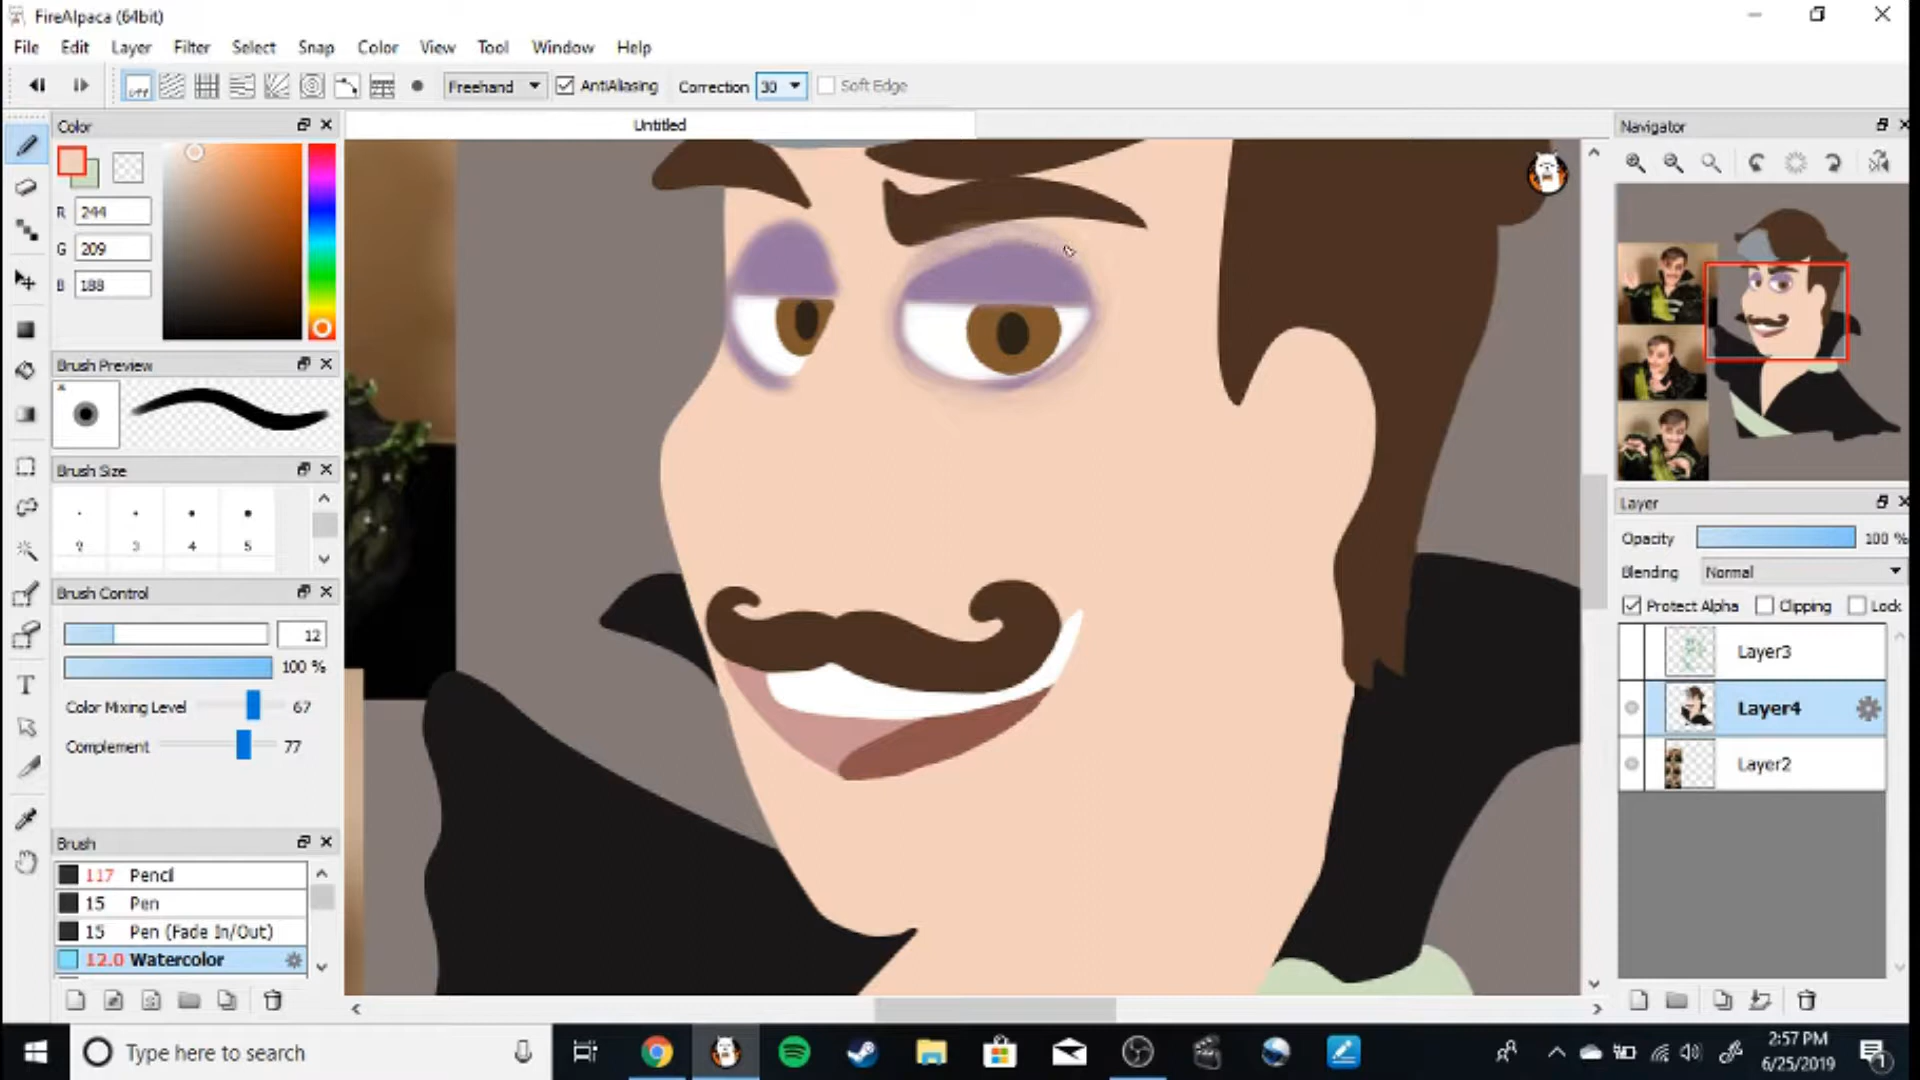 FireAlpaca (64bit)
File Edit Layer Filter Select Snap Color View Tool Window Help
OFF Freehand AntiAliasing Correction 30 Soft Edge
Color Untitled Navigator
R 244
G 209
B 188
Brush Preview
Brush Size
2 3 4 5
Brush Control
12
100 %
Color Mixing Level 67
Complement 77
Brush
117 Pencil
15 Pen
15 Pen (Fade In/Out)
12.0 Watercolor
Layer
Opacity 100 %
Blending Normal
Protect Alpha Clipping Lock
Layer3
Layer4
Layer2
Type here to search
2:57 PM
6/25/2019
1